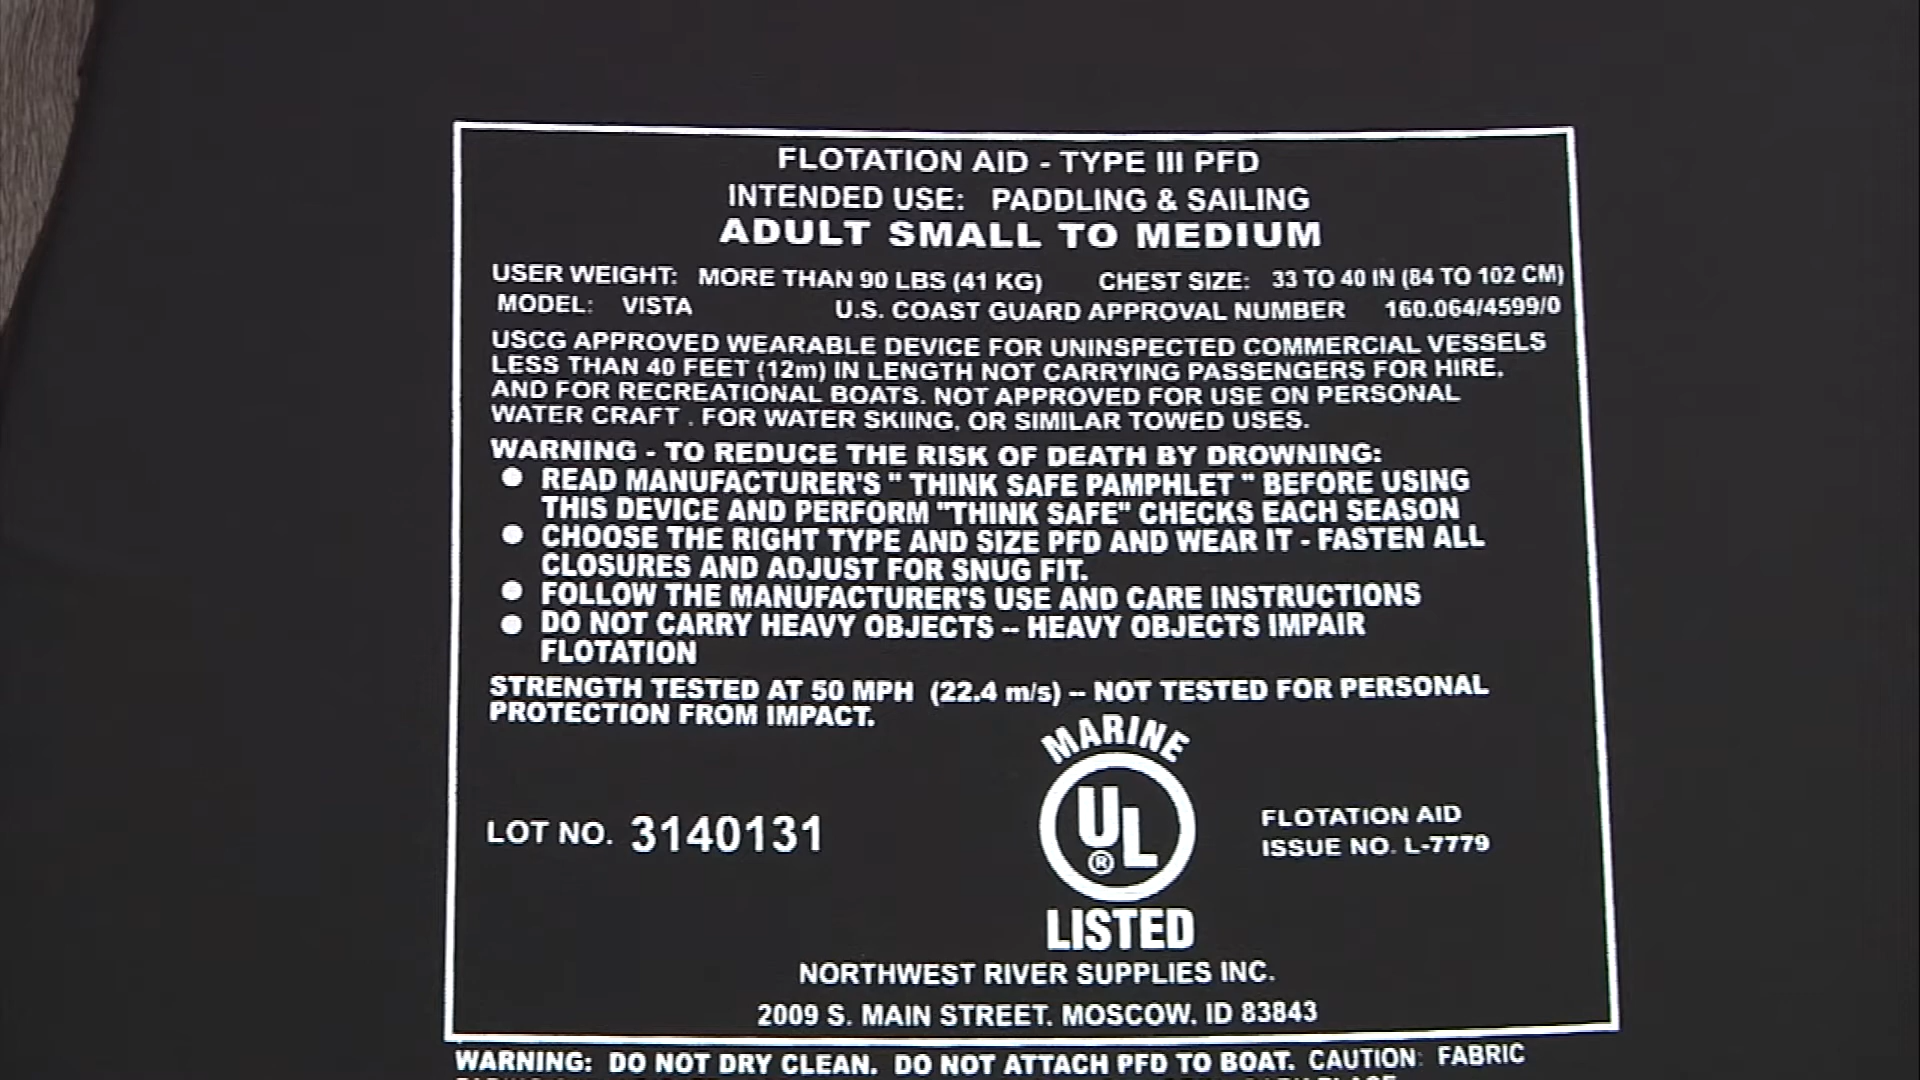 FLOTATION AID - TYPE III PFD
INTENDED USE: PADDLING & SAILING
ADULT SMALL TO MEDIUM
USER WEIGHT: MORE THAN 90 LBS (41 KG) CHEST SIZE: 33 TO 40 IN (84 TO 102 CM)
MODEL: VISTA U.S. COAST GUARD APPROVAL NUMBER 160.064/4599/0
USCG APPROVED WEARABLE DEVICE FOR UNINSPECTED COMMERCIAL VESSELS
LESS THAN 40 FEET (12m) IN LENGTH NOT CARRYING PASSENGERS FOR HIRE,
AND FOR RECREATIONAL BOATS. NOT APPROVED FOR USE ON PERSONAL
WATER CRAFT . FOR WATER SKIING, OR SIMILAR TOWED USES.
WARNING - TO REDUCE THE RISK OF DEATH BY DROWNING:
● READ MANUFACTURER'S " THINK SAFE PAMPHLET " BEFORE USING
THIS DEVICE AND PERFORM "THINK SAFE" CHECKS EACH SEASON
● CHOOSE THE RIGHT TYPE AND SIZE PFD AND WEAR IT - FASTEN ALL
CLOSURES AND ADJUST FOR SNUG FIT.
● FOLLOW THE MANUFACTURER'S USE AND CARE INSTRUCTIONS
● DO NOT CARRY HEAVY OBJECTS -- HEAVY OBJECTS IMPAIR
FLOTATION
STRENGTH TESTED AT 50 MPH (22.4 m/s) -- NOT TESTED FOR PERSONAL
PROTECTION FROM IMPACT.
MARINE
UL ®
LISTED
LOT NO. 3140131
FLOTATION AID
ISSUE NO. L-7779
NORTHWEST RIVER SUPPLIES INC.
2009 S. MAIN STREET. MOSCOW. ID 83843
WARNING: DO NOT DRY CLEAN. DO NOT ATTACH PFD TO BOAT. CAUTION: FABRIC